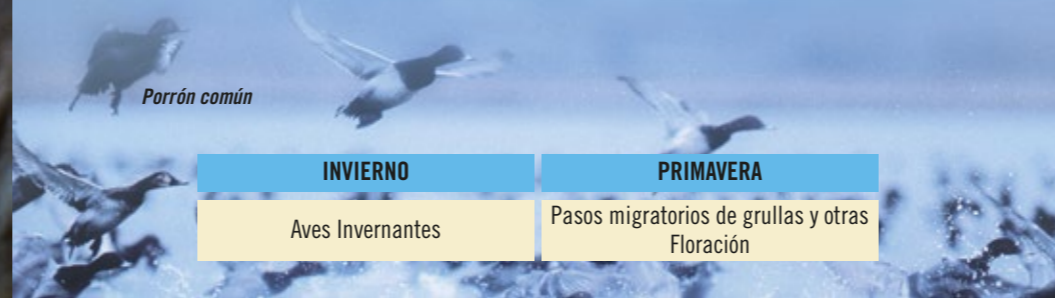 Porrón común
INVIERNO
PRIMAVERA
Aves Invernantes
Pasos migratorios de grullas y otras
Floración